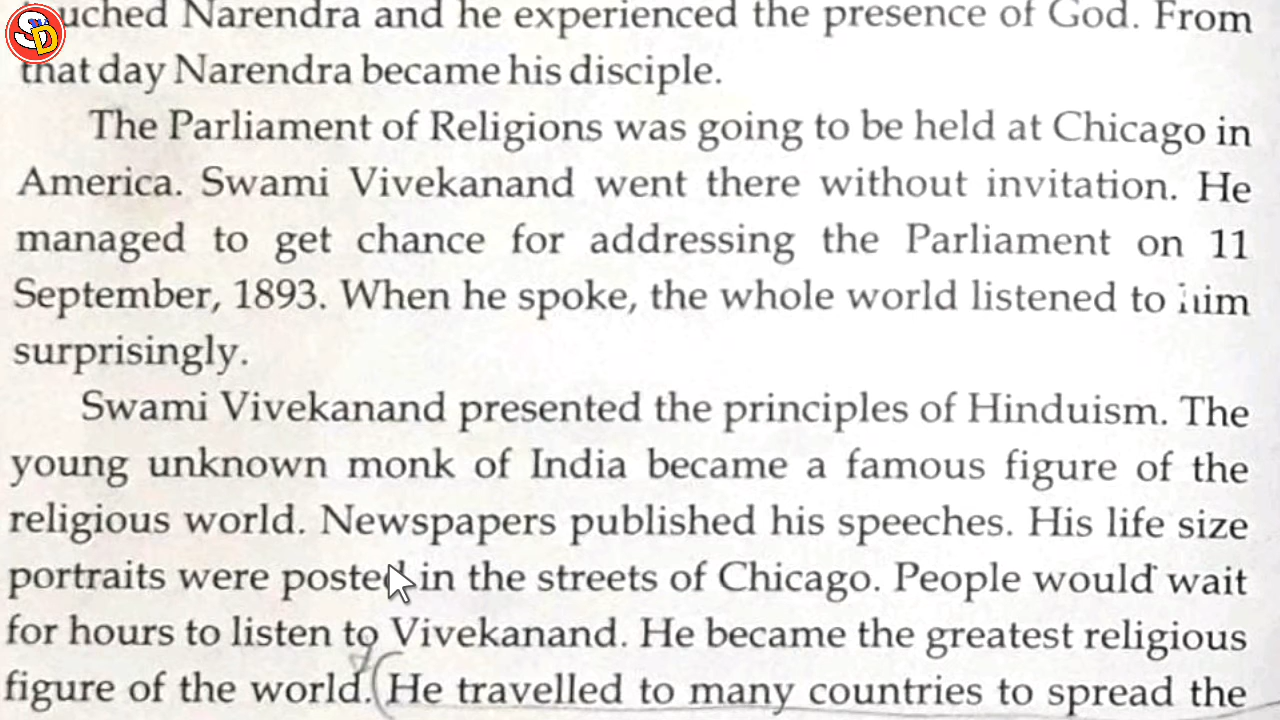 SD
touched Narendra and he experienced the presence of God. From
that day Narendra became his disciple.
The Parliament of Religions was going to be held at Chicago in
America. Swami Vivekanand went there without invitation. He
managed to get chance for addressing the Parliament on 11
September, 1893. When he spoke, the whole world listened to him
surprisingly.
Swami Vivekanand presented the principles of Hinduism. The
young unknown monk of India became a famous figure of the
religious world. Newspapers published his speeches. His life size
portraits were posted in the streets of Chicago. People would wait
for hours to listen to Vivekanand. He became the greatest religious
figure of the world. (He travelled to many countries to spread the